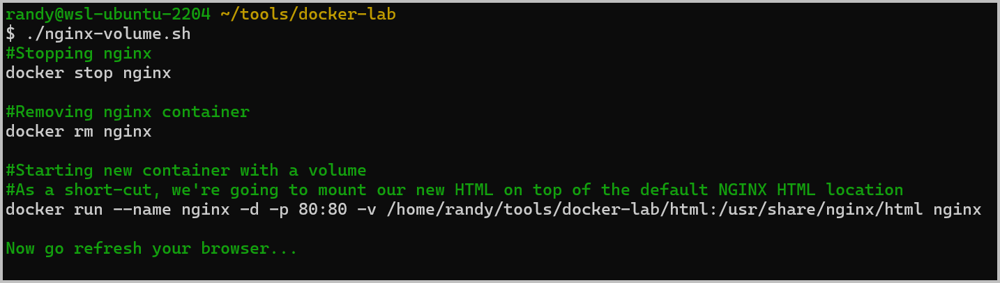 randy@wsl-ubuntu-2204 ~/tools/docker-lab
$ ./nginx-volume.sh
#Stopping nginx
docker stop nginx
#Removing nginx container
docker rm nginx
#Starting new container with a volume
#As a short-cut, we're going to mount our new HTML on top of the default NGINX HTML location
docker run --name nginx -d -p 80:80 -v /home/randy/tools/docker-lab/html:/usr/share/nginx/html nginx
Now go refresh your browser...